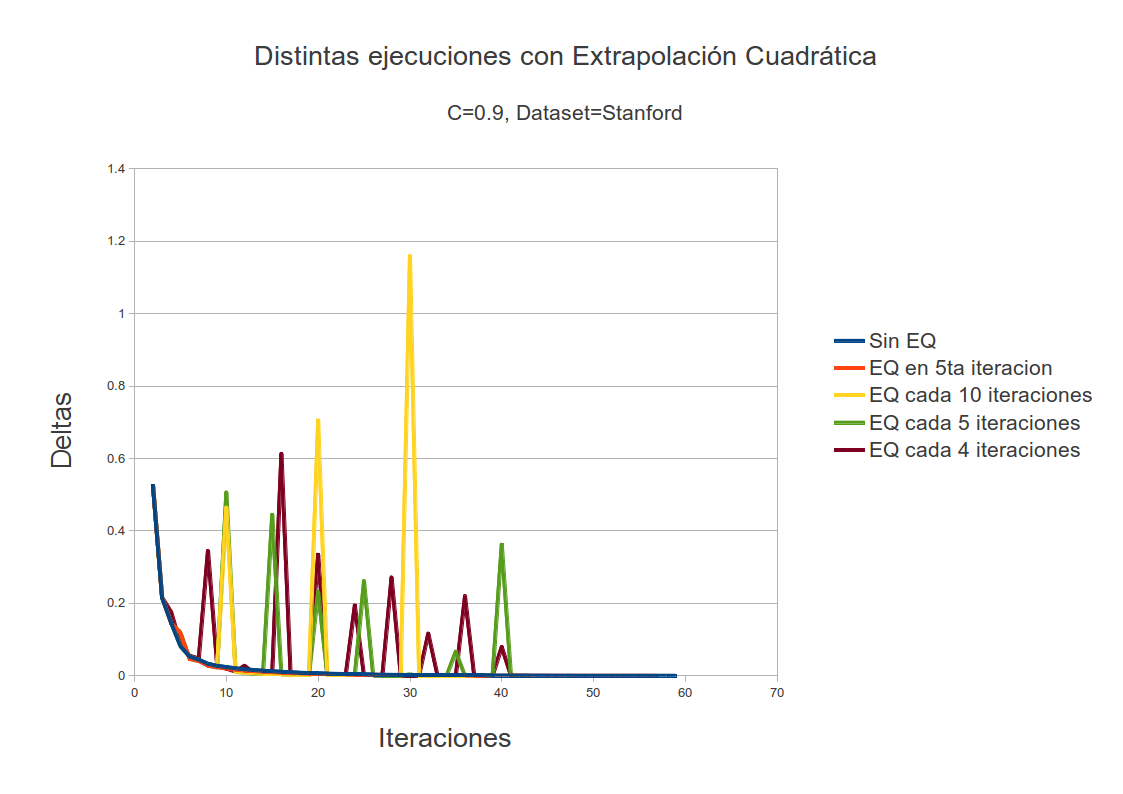 Distintas ejecuciones con Extrapolación Cuadrática
C=0.9, Dataset=Stanford
1.4
1.2
1
0.8
0.6
0.4
0.2
0
0 10 20 30 40 50 60 70
Deltas
Iteraciones
Sin EQ
EQ en 5ta iteracion
EQ cada 10 iteraciones
EQ cada 5 iteraciones
EQ cada 4 iteraciones